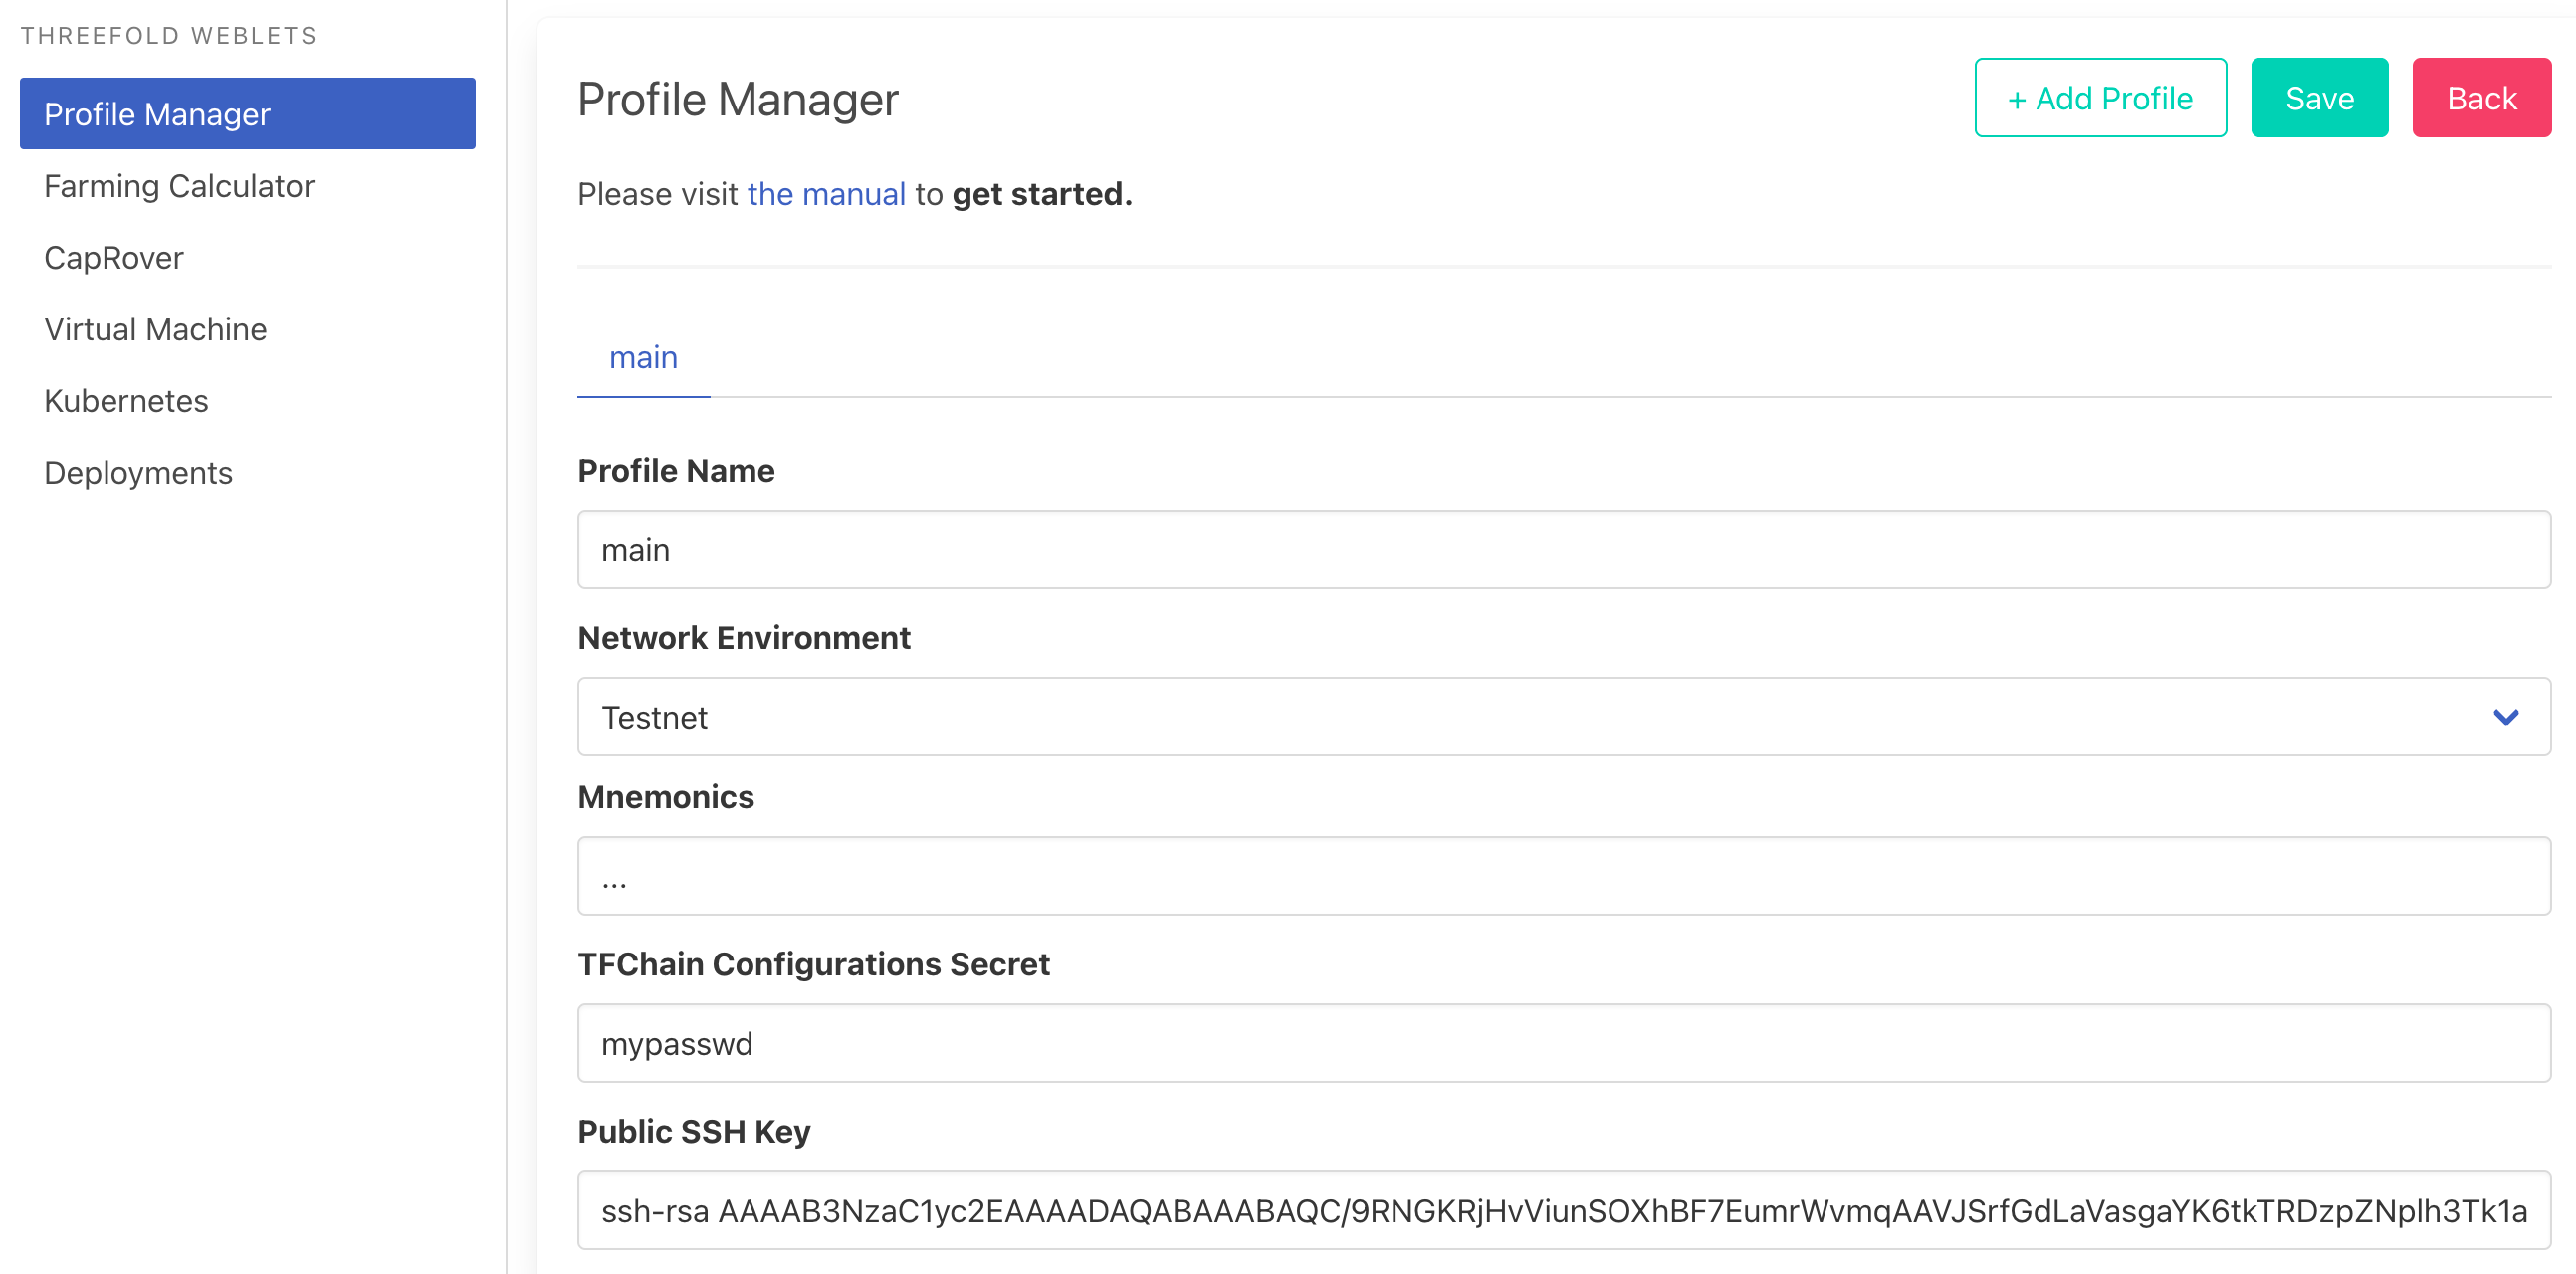 THREEFOLD WEBLETS
Profile Manager
Farming Calculator
CapRover
Virtual Machine
Kubernetes
Deployments
Profile Manager
+ Add Profile
Save
Back
Please visit the manual to get started.
main
Profile Name
main
Network Environment
Testnet
Mnemonics
...
TFChain Configurations Secret
mypasswd
Public SSH Key
ssh-rsa AAAAB3NzaC1yc2EAAAADAQABAAABAQC/9RNGKRjHvViunSOXhBF7EumrWvmqAAVJSrfGdLaVasgaYK6tkTRDzpZNplh3Tk1a